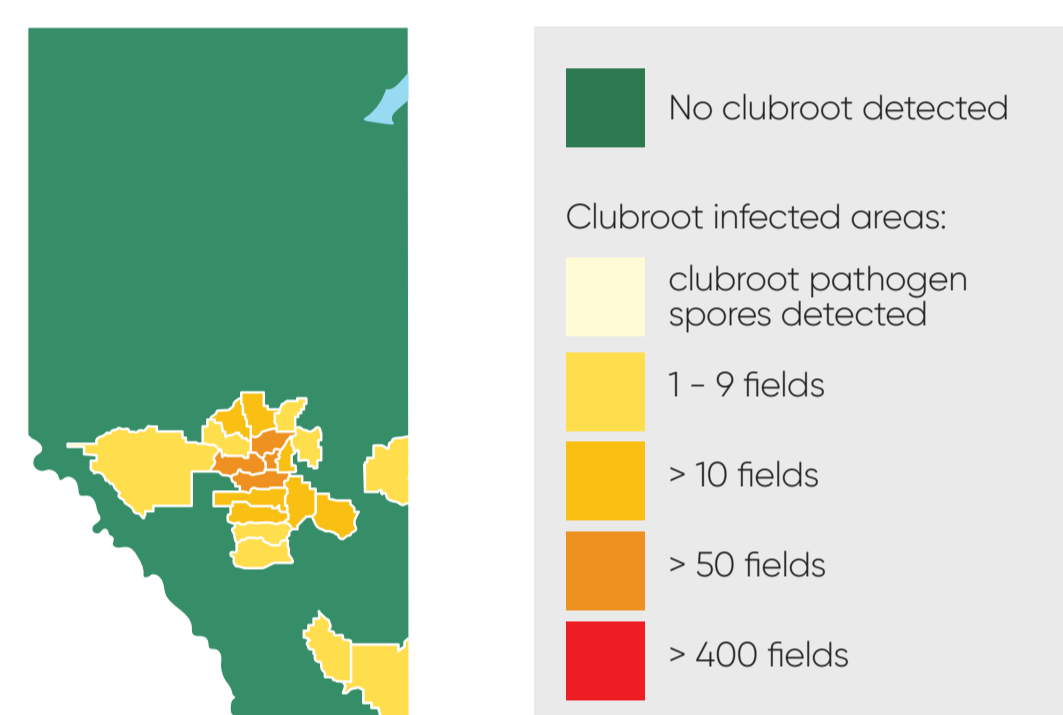 No clubroot detected
Clubroot infected areas:
clubroot pathogen
spores detected
1 - 9 fields
> 10 fields
> 50 fields
> 400 fields